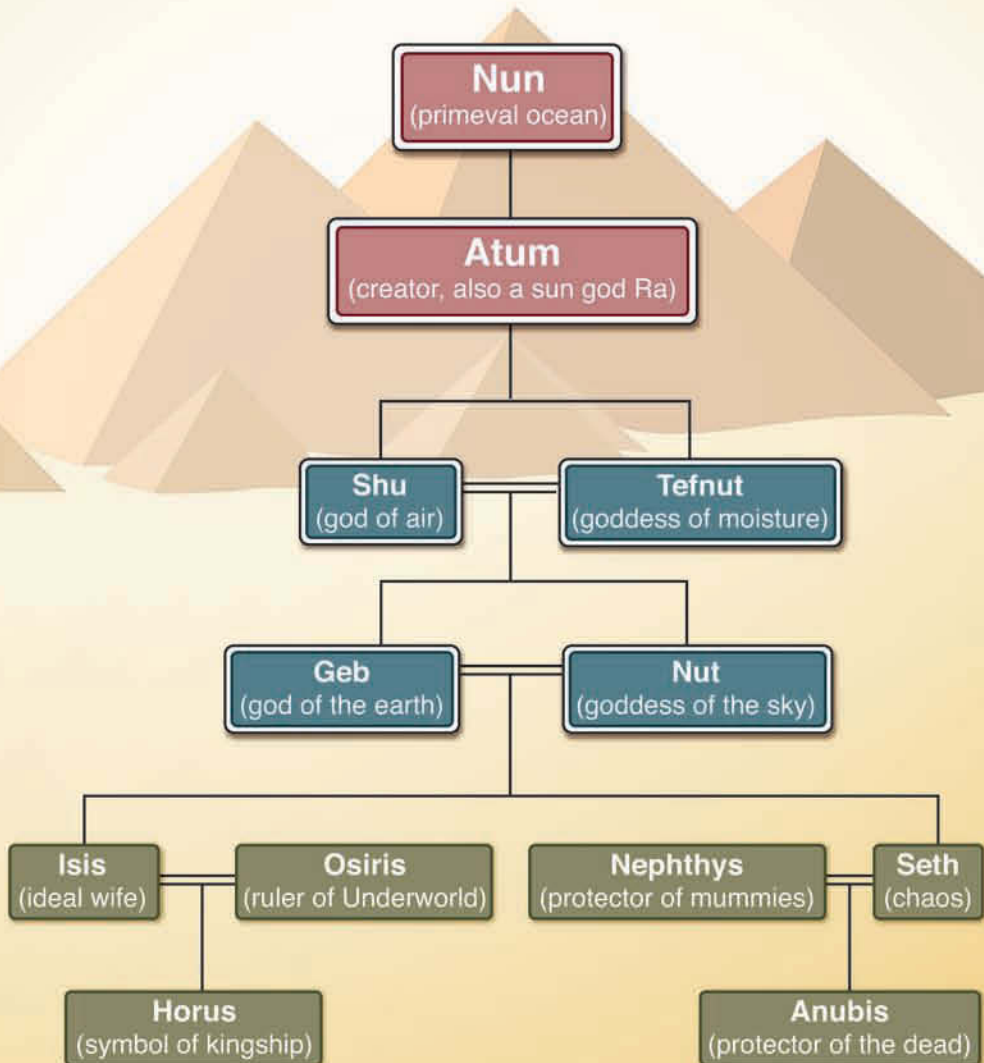 Nun
(primeval ocean)
Atum
(creator, also a sun god Ra)
Shu
(god of air)
Tefnut
(goddess of moisture)
Geb
(god of the earth)
Nut
(goddess of the sky)
Isis
(ideal wife)
Osiris
(ruler of Underworld)
Nephthys
(protector of mummies)
Seth
(chaos)
Horus
(symbol of kingship)
Anubis
(protector of the dead)